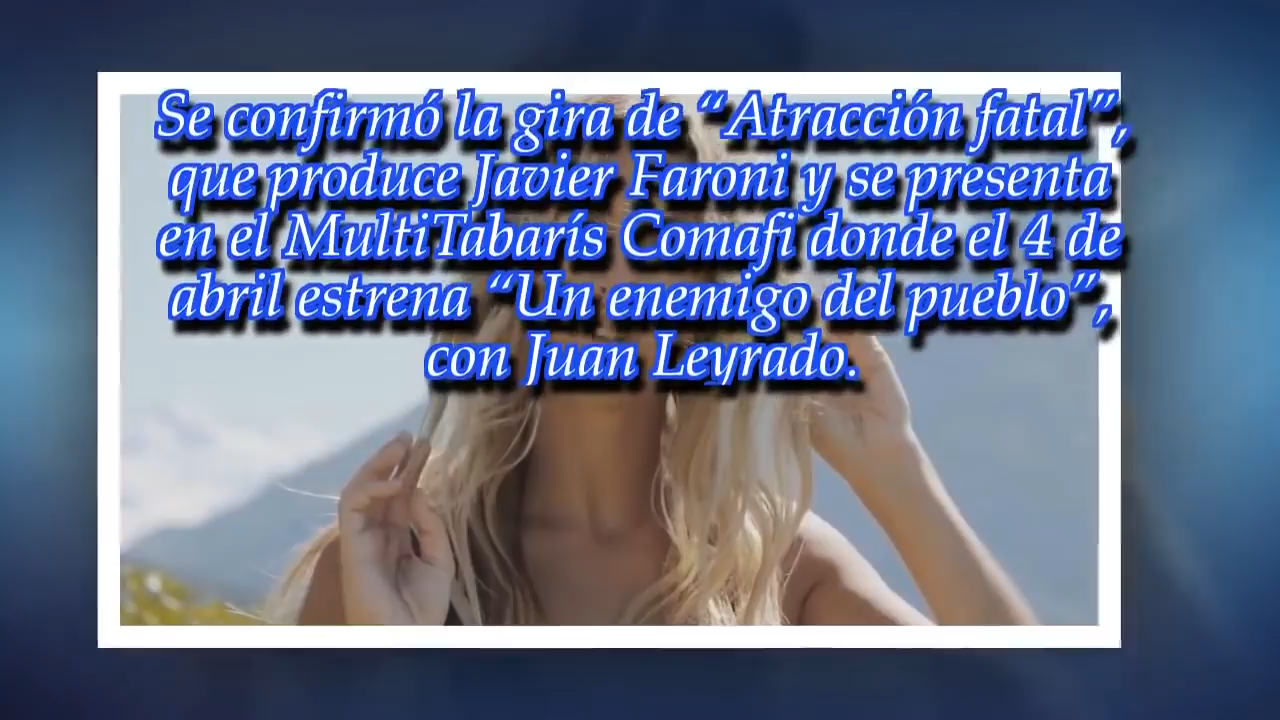 Se confirmó la gira de “Atracción fatal”,
que produce Javier Faroni y se presenta
en el MultiTabarís Comafi donde el 4 de
abril estrena “Un enemigo del pueblo”,
con Juan Leyrado.